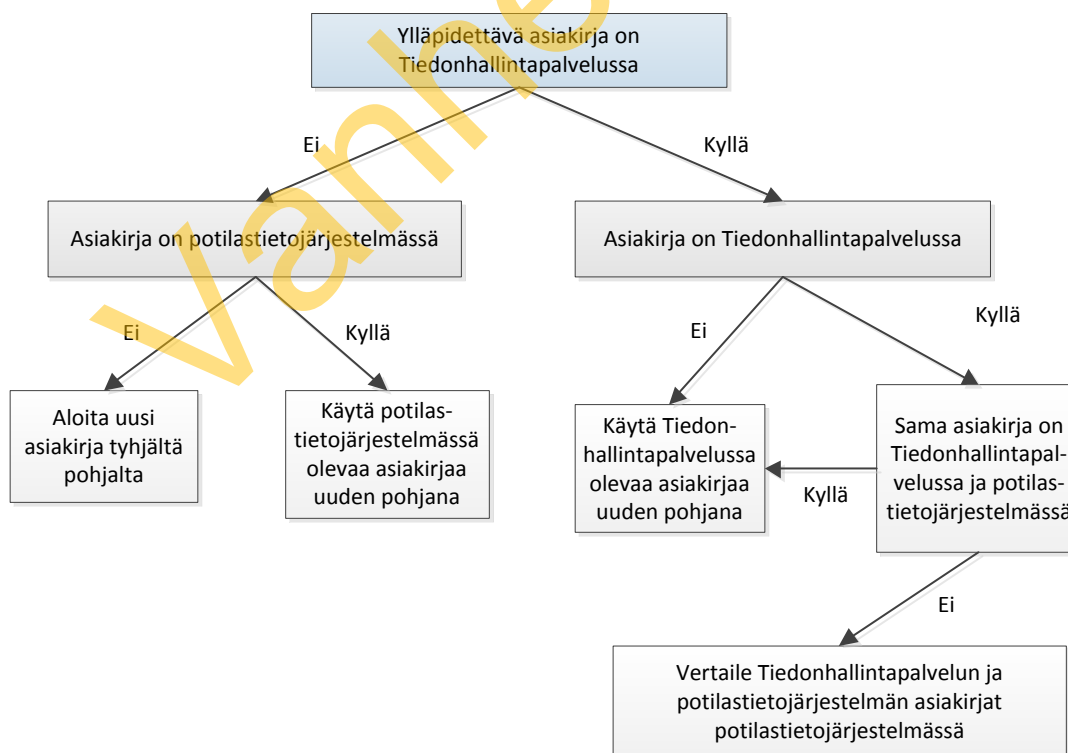 Ylläpidettävä asiakirja on
Tiedonhallintapalvelussa
Ei
Kyllä
Asiakirja on potilastietojärjestelmässä
Asiakirja on Tiedonhallintapalvelussa
Ei
Kyllä
Ei
Kyllä
Aloita uusi
asiakirja tyhjältä
pohjalta
Käytä potilas-
tietojärjestelmässä
olevaa asiakirjaa
uuden pohjana
Käytä Tiedon-
hallintapalvelussa
olevaa asiakirjaa
uuden pohjana
Kyllä
Sama asiakirja on
Tiedonhallintapal-
velussa ja potilas-
tietojärjestelmässä
Ei
Vertaile Tiedonhallintapalvelun ja
potilastietojärjestelmän asiakirjat
potilastietojärjestelmässä